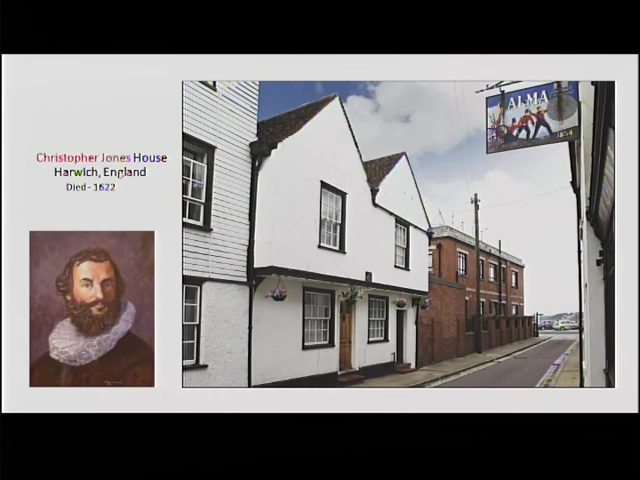 Christopher Jones House
Harwich, England
Died - 1622
ALMA